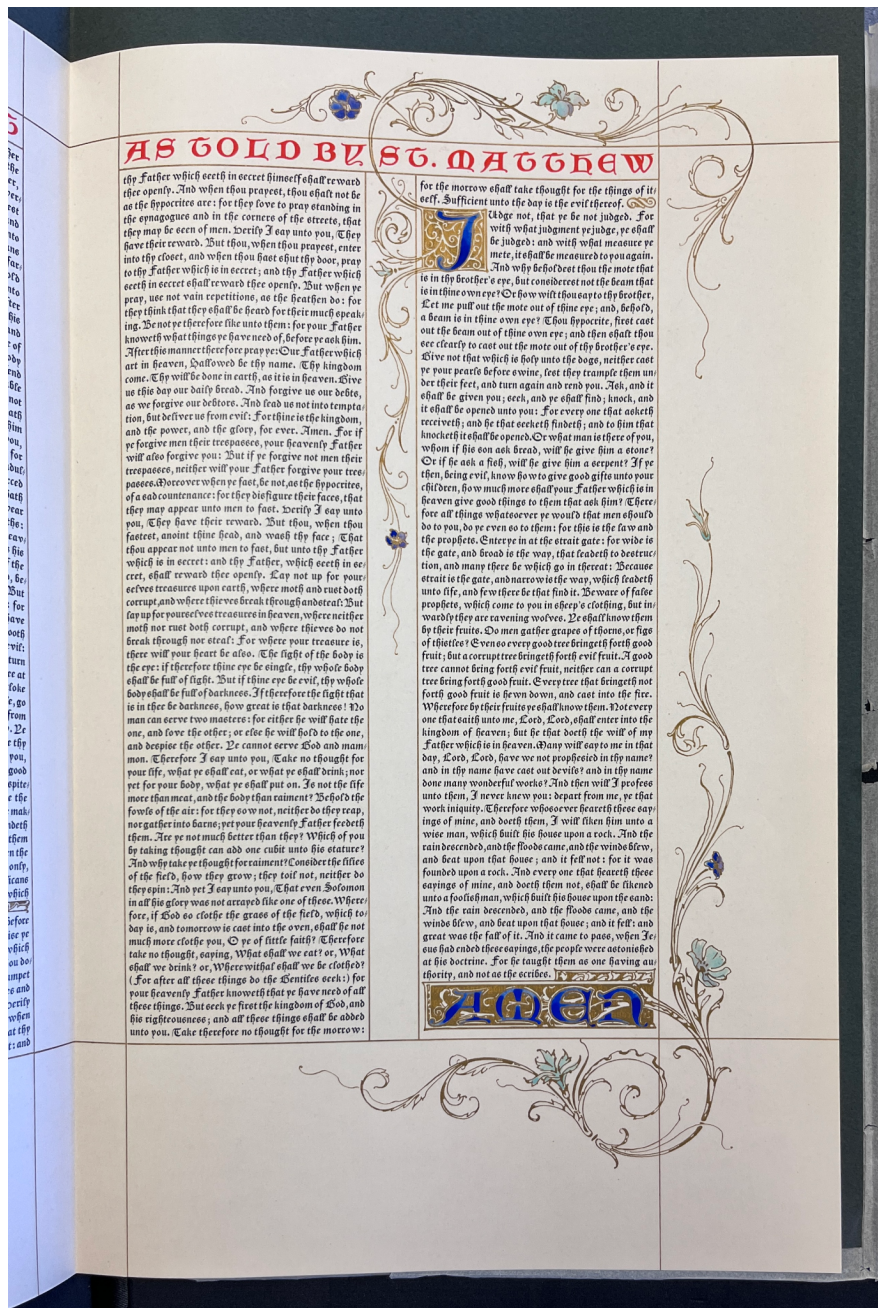 AS TOLD BY ST. MATTHEW
thy Father which seeth in secret himself shall reward
thee openly. And when thou prayest, thou shalt not be
as the hypocrites are: for they love to pray standing in
the synagogues and in the corners of the streets, that
they may be seen of men. Verily I say unto you, They
have their reward. But thou, when thou prayest, enter
into thy closet, and when thou hast shut thy door, pray
to thy Father which is in secret; and thy Father which
seeth in secret shall reward thee openly. But when ye
pray, use not vain repetitions, as the heathen do: for
they think that they shall be heard for their much speak/
ing. Be not ye therefore like unto them: for your Father
knoweth what things ye have need of, before ye ask him.
After this manner therefore pray ye: Our Father which
art in heaven, Hallowed be thy name. Thy kingdom
come. Thy will be done in earth, as it is in heaven. Give
us this day our daily bread. And forgive us our debts,
as we forgive our debtors. And lead us not into tempta/
tion, but deliver us from evil: For thine is the kingdom,
and the power, and the glory, for ever. Amen. For if
ye forgive men their trespasses, your heavenly Father
will also forgive you: But if ye forgive not men their
trespasses, neither will your Father forgive your tres/
passes. Moreover when ye fast, be not, as the hypocrites,
of a sad countenance: for they disfigure their faces, that
they may appear unto men to fast. Verily I say unto
you, They have their reward. But thou, when thou
fastest, anoint thine head, and wash thy face; That
thou appear not unto men to fast, but unto thy Father
which is in secret: and thy Father, which seeth in se/
cret, shall reward thee openly. Lay not up for your/
selves treasures upon earth, where moth and rust doth
corrupt, and where thieves break through and steal: But
lay up for yourselves treasures in heaven, where neither
moth nor rust doth corrupt, and where thieves do not
break through nor steal: For where your treasure is,
there will your heart be also. The light of the body is
the eye: if therefore thine eye be single, thy whole body
shall be full of light. But if thine eye be evil, thy whole
body shall be full of darkness. If therefore the light that
is in thee be darkness, how great is that darkness! No
man can serve two masters: for either he will hate the
one, and love the other; or else he will hold to the one,
and despise the other. Ye cannot serve God and mam/
mon. Therefore I say unto you, Take no thought for
your life, what ye shall eat, or what ye shall drink; nor
yet for your body, what ye shall put on. Is not the life
more than meat, and the body than raiment? Behold the
fowls of the air: for they sow not, neither do they reap,
nor gather into barns; yet your heavenly Father feedeth
them. Are ye not much better than they? Which of you
by taking thought can add one cubit unto his stature?
And why take ye thought for raiment? Consider the lilies
of the field, how they grow; they toil not, neither do
they spin: And yet I say unto you, That even Solomon
in all his glory was not arrayed like one of these. Where/
fore, if God so clothe the grass of the field, which to/
day is, and tomorrow is cast into the oven, shall he not
much more clothe you, O ye of little faith? Therefore
take no thought, saying, What shall we eat? or, What
shall we drink? or, Wherewithal shall we be clothed?
(For after all these things do the Gentiles seek:) for
your heavenly Father knoweth that ye have need of all
these things. But seek ye first the kingdom of God, and
his righteousness; and all these things shall be added
unto you. Take therefore no thought for the morrow:
for the morrow shall take thought for the things of it/
self. Sufficient unto the day is the evil thereof.
JUdge not, that ye be not judged. For
with what judgment ye judge, ye shall
be judged: and with what measure ye
mete, it shall be measured to you again.
And why beholdest thou the mote that
is in thy brother's eye, but considerest not the beam that
is in thine own eye? Or how wilt thou say to thy brother,
Let me pull out the mote out of thine eye; and, behold,
a beam is in thine own eye? Thou hypocrite, first cast
out the beam out of thine own eye; and then shalt thou
see clearly to cast out the mote out of thy brother's eye.
Give not that which is holy unto the dogs, neither cast
ye your pearls before swine, lest they trample them un/
der their feet, and turn again and rend you. Ask, and it
shall be given you; seek, and ye shall find; knock, and
it shall be opened unto you: For every one that asketh
receiveth; and he that seeketh findeth; and to him that
knocketh it shall be opened. Or what man is there of you,
whom if his son ask bread, will he give him a stone?
Or if he ask a fish, will he give him a serpent? If ye
then, being evil, know how to give good gifts unto your
children, how much more shall your Father which is in
heaven give good things to them that ask him? There/
fore all things whatsoever ye would that men should
do to you, do ye even so to them: for this is the law and
the prophets. Enter ye in at the strait gate: for wide is
the gate, and broad is the way, that leadeth to destruc/
tion, and many there be which go in thereat: Because
strait is the gate, and narrow is the way, which leadeth
unto life, and few there be that find it. Beware of false
prophets, which come to you in sheep's clothing, but in/
wardly they are ravening wolves. Ye shall know them
by their fruits. Do men gather grapes of thorns, or figs
of thistles? Even so every good tree bringeth forth good
fruit; but a corrupt tree bringeth forth evil fruit. A good
tree cannot bring forth evil fruit, neither can a corrupt
tree bring forth good fruit. Every tree that bringeth not
forth good fruit is hewn down, and cast into the fire.
Wherefore by their fruits ye shall know them. Not every
one that saith unto me, Lord, Lord, shall enter into the
kingdom of heaven; but he that doeth the will of my
Father which is in heaven. Many will say to me in that
day, Lord, Lord, have we not prophesied in thy name?
and in thy name have cast out devils? and in thy name
done many wonderful works? And then will I profess
unto them, I never knew you: depart from me, ye that
work iniquity. Therefore whosoever heareth these say/
ings of mine, and doeth them, I will liken him unto a
wise man, which built his house upon a rock. And the
rain descended, and the floods came, and the winds blew,
and beat upon that house; and it fell not: for it was
founded upon a rock. And every one that heareth these
sayings of mine, and doeth them not, shall be likened
unto a foolish man, which built his house upon the sand:
And the rain descended, and the floods came, and the
winds blew, and beat upon that house; and it fell: and
great was the fall of it. And it came to pass, when Je/
sus had ended these sayings, the people were astonished
at his doctrine. For he taught them as one having au/
thority, and not as the scribes.
AMEN